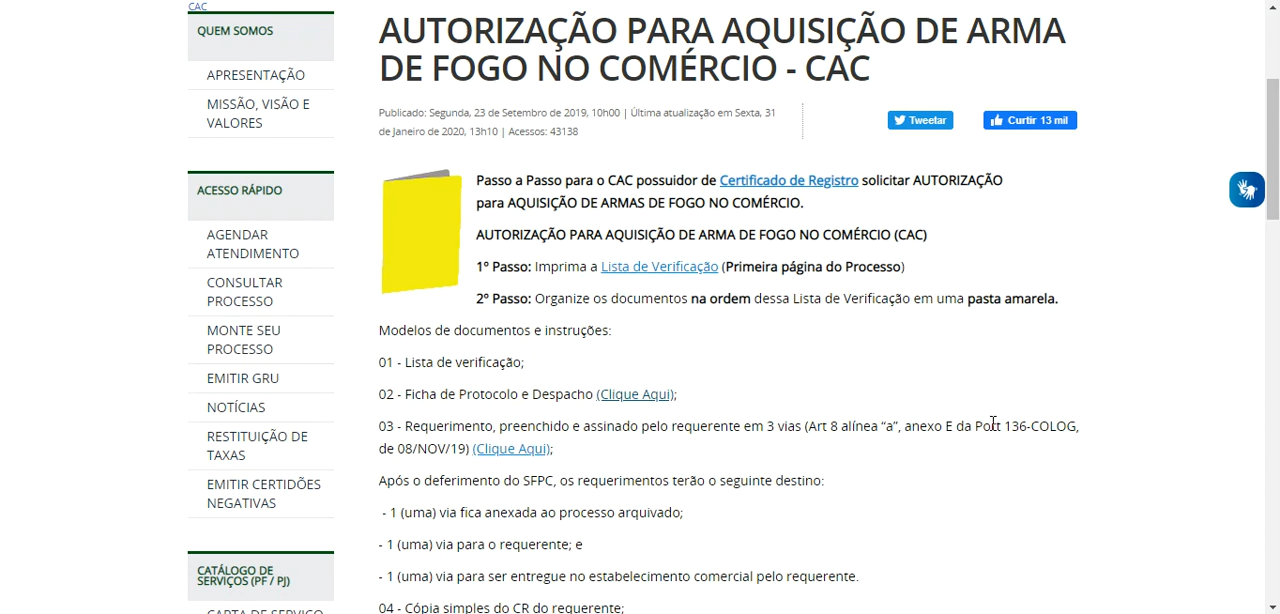 CAC
QUEM SOMOS
APRESENTAÇÃO
MISSÃO, VISÃO E
VALORES
ACESSO RÁPIDO
AGENDAR
ATENDIMENTO
CONSULTAR
PROCESSO
MONTE SEU
PROCESSO
EMITIR GRU
NOTÍCIAS
RESTITUIÇÃO DE
TAXAS
EMITIR CERTIDÕES
NEGATIVAS
CATÁLOGO DE
SERVIÇOS (PF / PJ)
CARTA DE SERVIÇO
AUTORIZAÇÃO PARA AQUISIÇÃO DE ARMA
DE FOGO NO COMÉRCIO - CAC
Publicado: Segunda, 23 de Setembro de 2019, 10h00 | Última atualização em Sexta, 31
de Janeiro de 2020, 13h10 | Acessos: 43138
Tweetar
Curtir 13 mil
Passo a Passo para o CAC possuidor de Certificado de Registro solicitar AUTORIZAÇÃO
para AQUISIÇÃO DE ARMAS DE FOGO NO COMÉRCIO.
AUTORIZAÇÃO PARA AQUISIÇÃO DE ARMA DE FOGO NO COMÉRCIO (CAC)
1º Passo: Imprima a Lista de Verificação (Primeira página do Processo)
2º Passo: Organize os documentos na ordem dessa Lista de Verificação em uma pasta amarela.
Modelos de documentos e instruções:
01 - Lista de verificação;
02 - Ficha de Protocolo e Despacho (Clique Aqui);
03 - Requerimento, preenchido e assinado pelo requerente em 3 vias (Art 8 alínea “a”, anexo E da Port 136-COLOG,
de 08/NOV/19) (Clique Aqui);
Após o deferimento do SFPC, os requerimentos terão o seguinte destino:
- 1 (uma) via fica anexada ao processo arquivado;
- 1 (uma) via para o requerente; e
- 1 (uma) via para ser entregue no estabelecimento comercial pelo requerente.
04 - Cópia simples do CR do requerente;